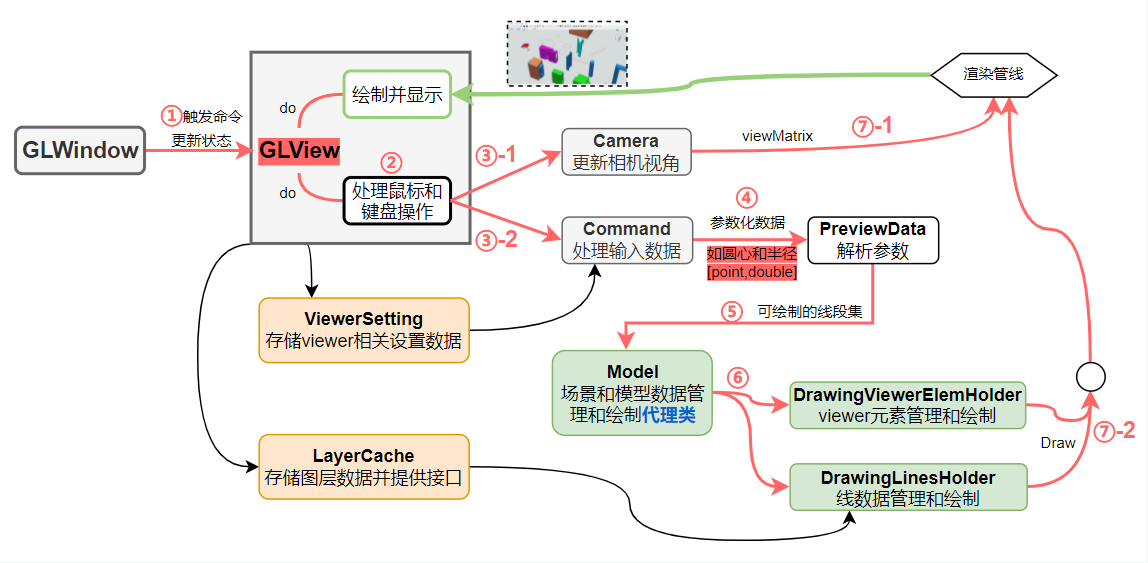 渲染管线
do
绘制并显示
①触发命令
更新状态
GLWindow
GLView
②
do
处理鼠标和
键盘操作
③-1
③-2
Camera
更新相机视角
viewMatrix
⑦-1
Command
处理输入数据
④
参数化数据
如圆心和半径
[point,double]
PreviewData
解析参数
⑤
可绘制的线段集
ViewerSetting
存储viewer相关设置数据
Model
场景和模型数据管
理和绘制代理类
⑥
DrawingViewerElemHolder
viewer元素管理和绘制
⑦-2
Draw
LayerCache
存储图层数据并提供接口
DrawingLinesHolder
线数据管理和绘制